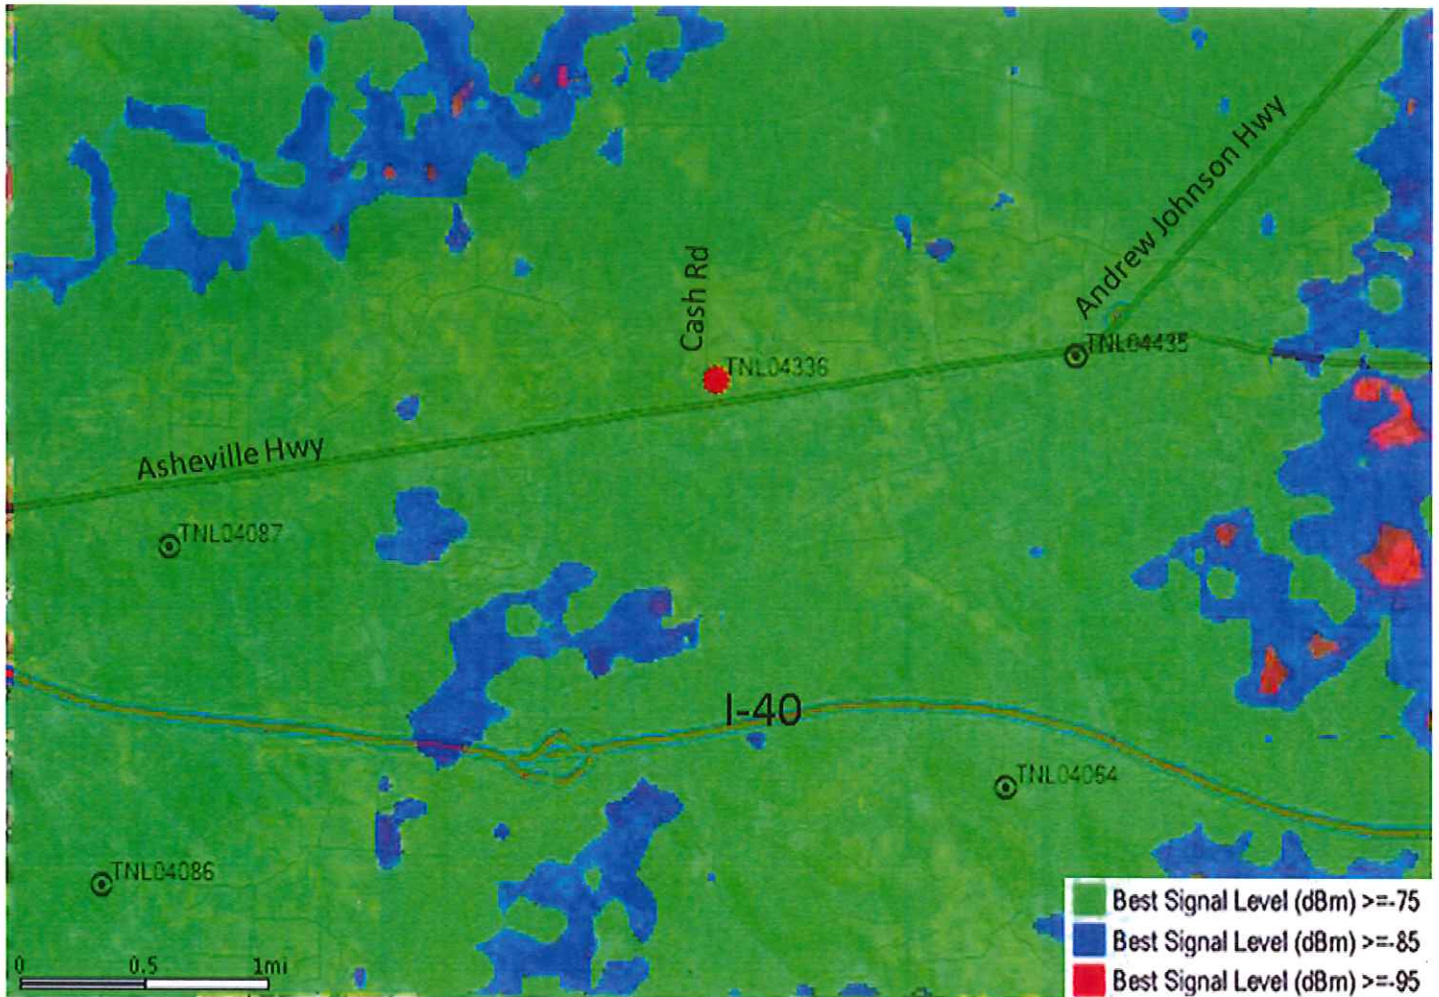 Andrew Johnson Hwy
Cash Rd
TNL04435
TNL04336
Asheville Hwy
TNL04087
I-40
TNL04064
TNL04086
Best Signal Level (dBm) >=-75
Best Signal Level (dBm) >=-85
Best Signal Level (dBm) >=-95
0 0.5 1mi